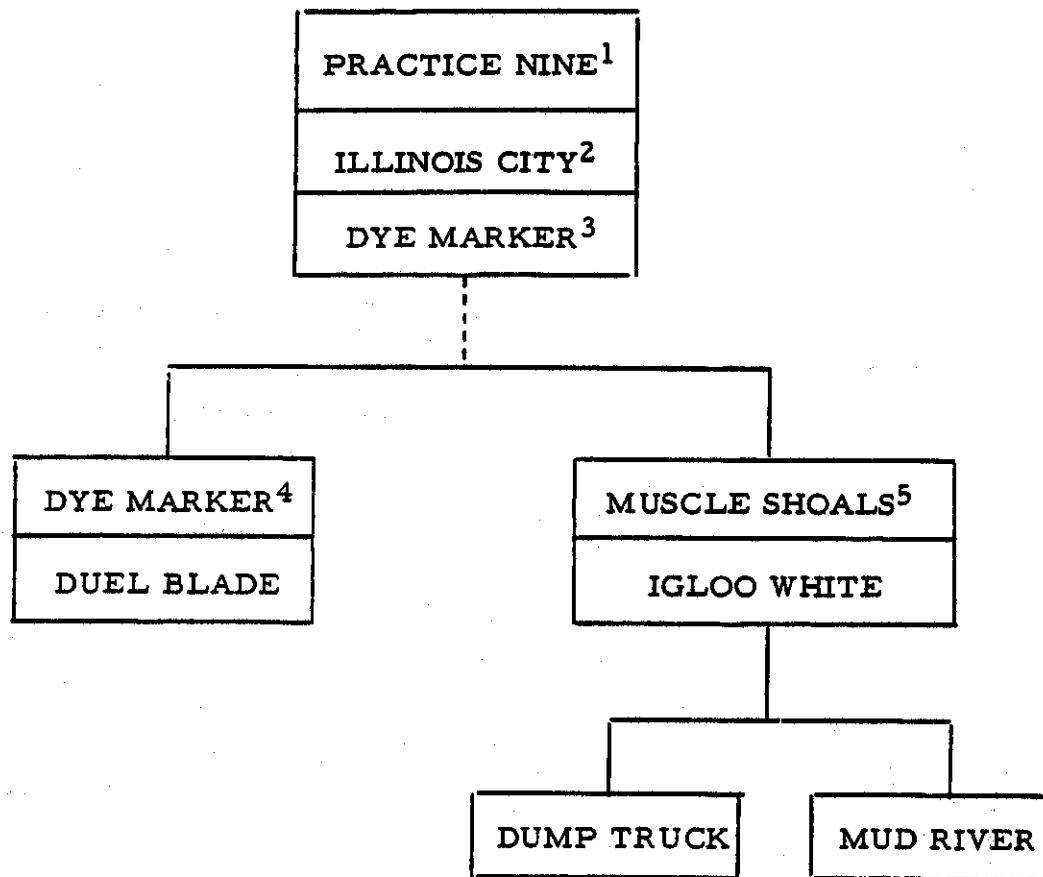 PRACTICE NINE¹
ILLINOIS CITY²
DYE MARKER³
DYE MARKER⁴
DUEL BLADE
MUSCLE SHOALS⁵
IGLOO WHITE
DUMP TRUCK
MUD RIVER